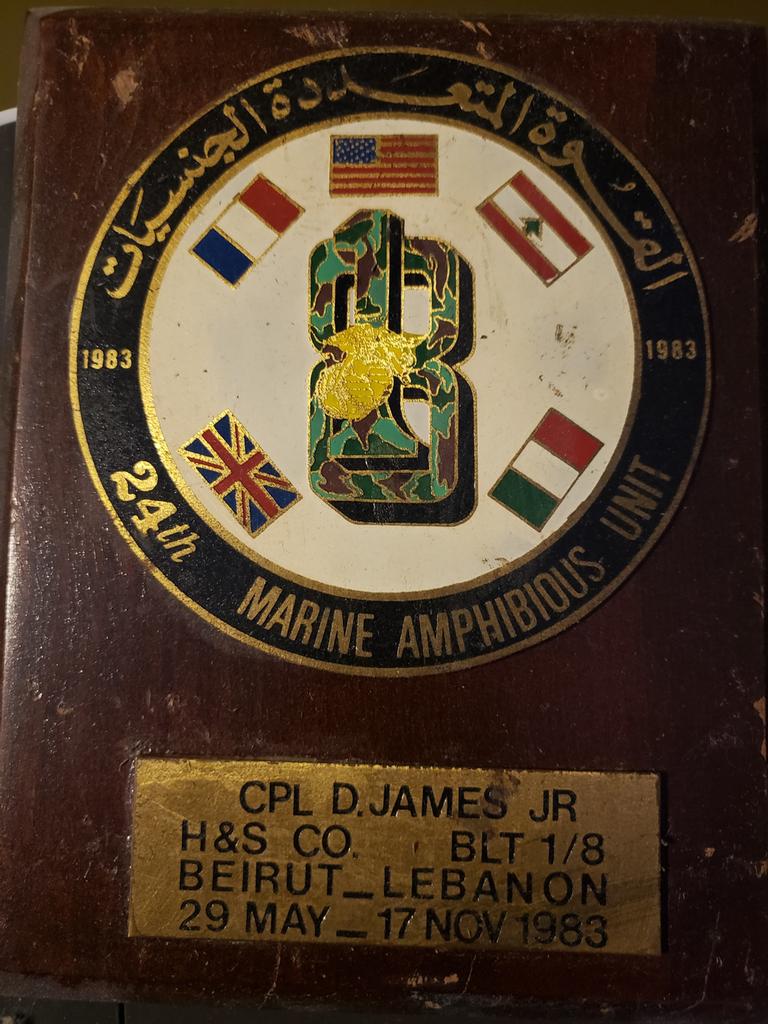 القوة المتعددة الجنسيات
1983 1983
24th MARINE AMPHIBIOUS UNIT
CPL D. JAMES JR
H&S CO. BLT 1/8
BEIRUT_LEBANON
29 MAY_17 NOV 1983